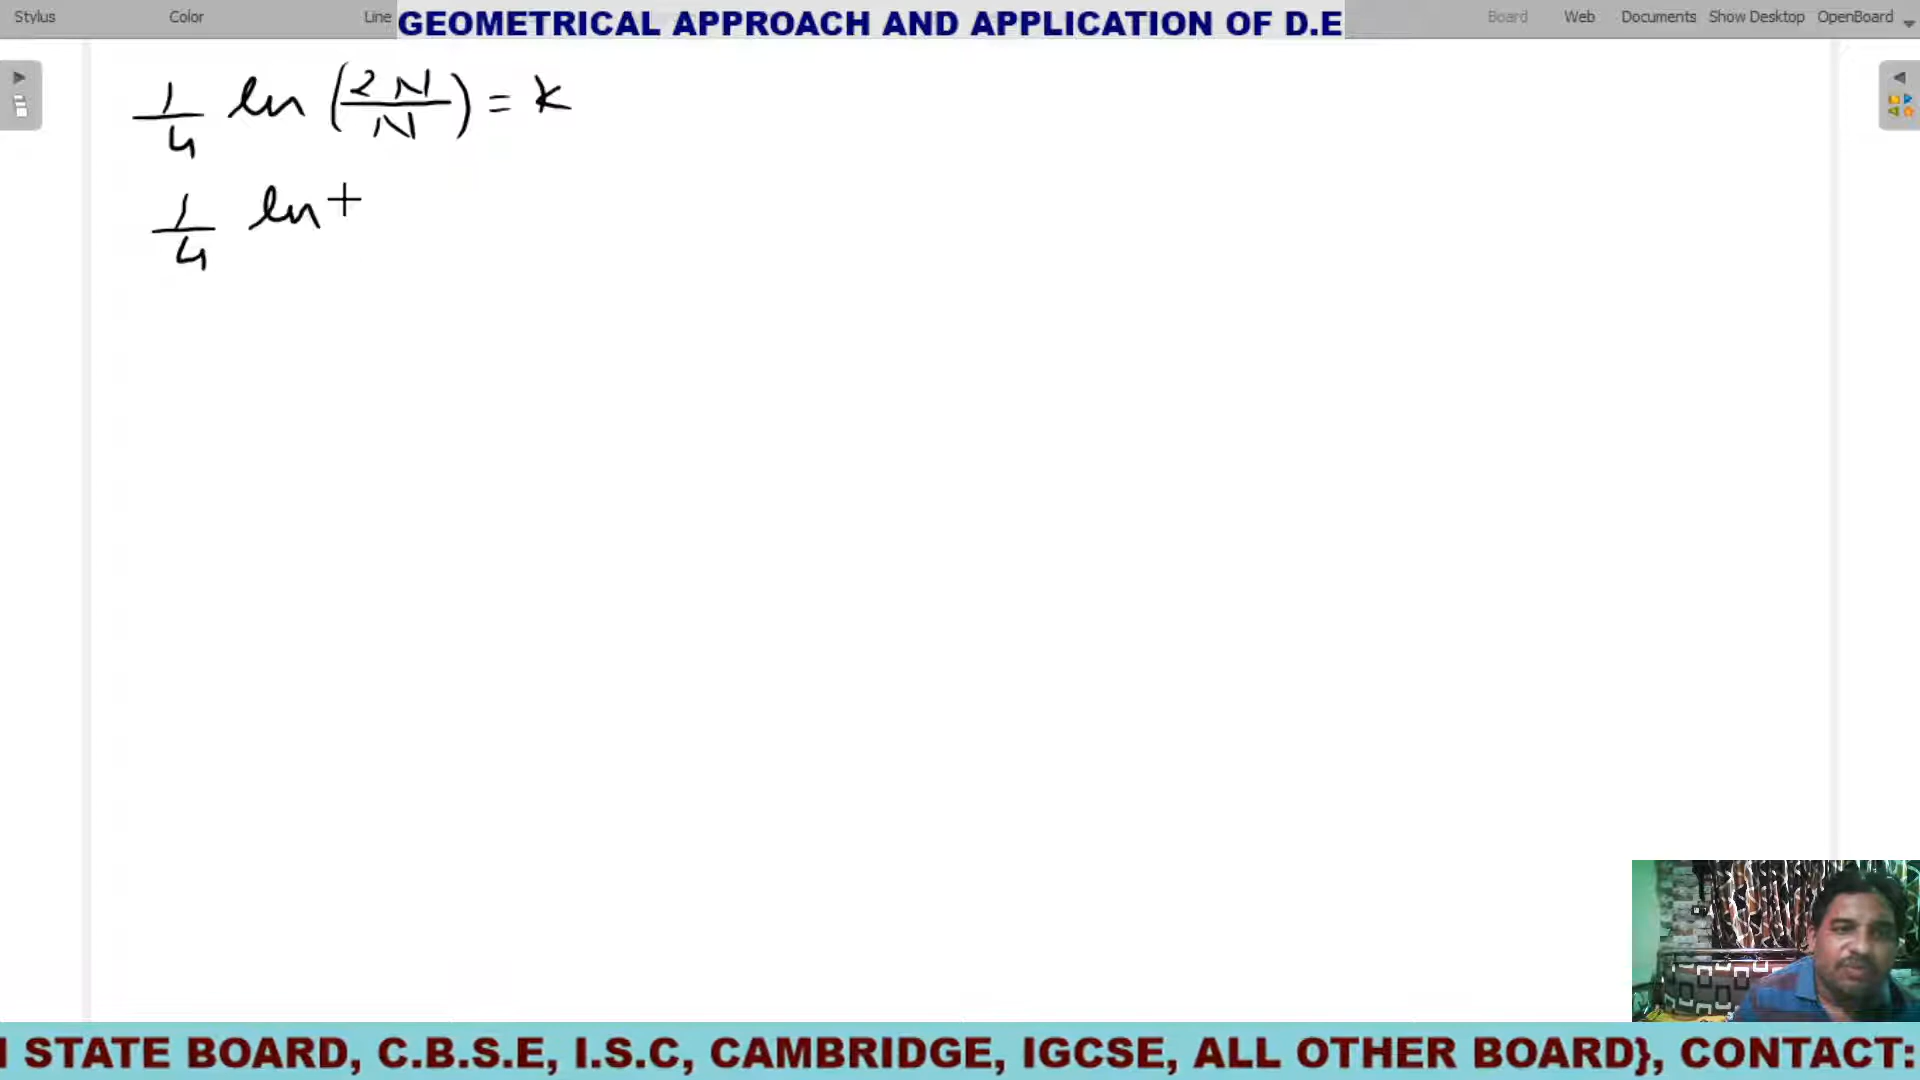 Stylus Color Line GEOMETRICAL APPROACH AND APPLICATION OF D.E Board Web Documents Show Desktop OpenBoard
1/4 ln (2N/N) = k
1/4 ln
STATE BOARD, C.B.S.E, I.S.C, CAMBRIDGE, IGCSE, ALL OTHER BOARD}, CONTACT: